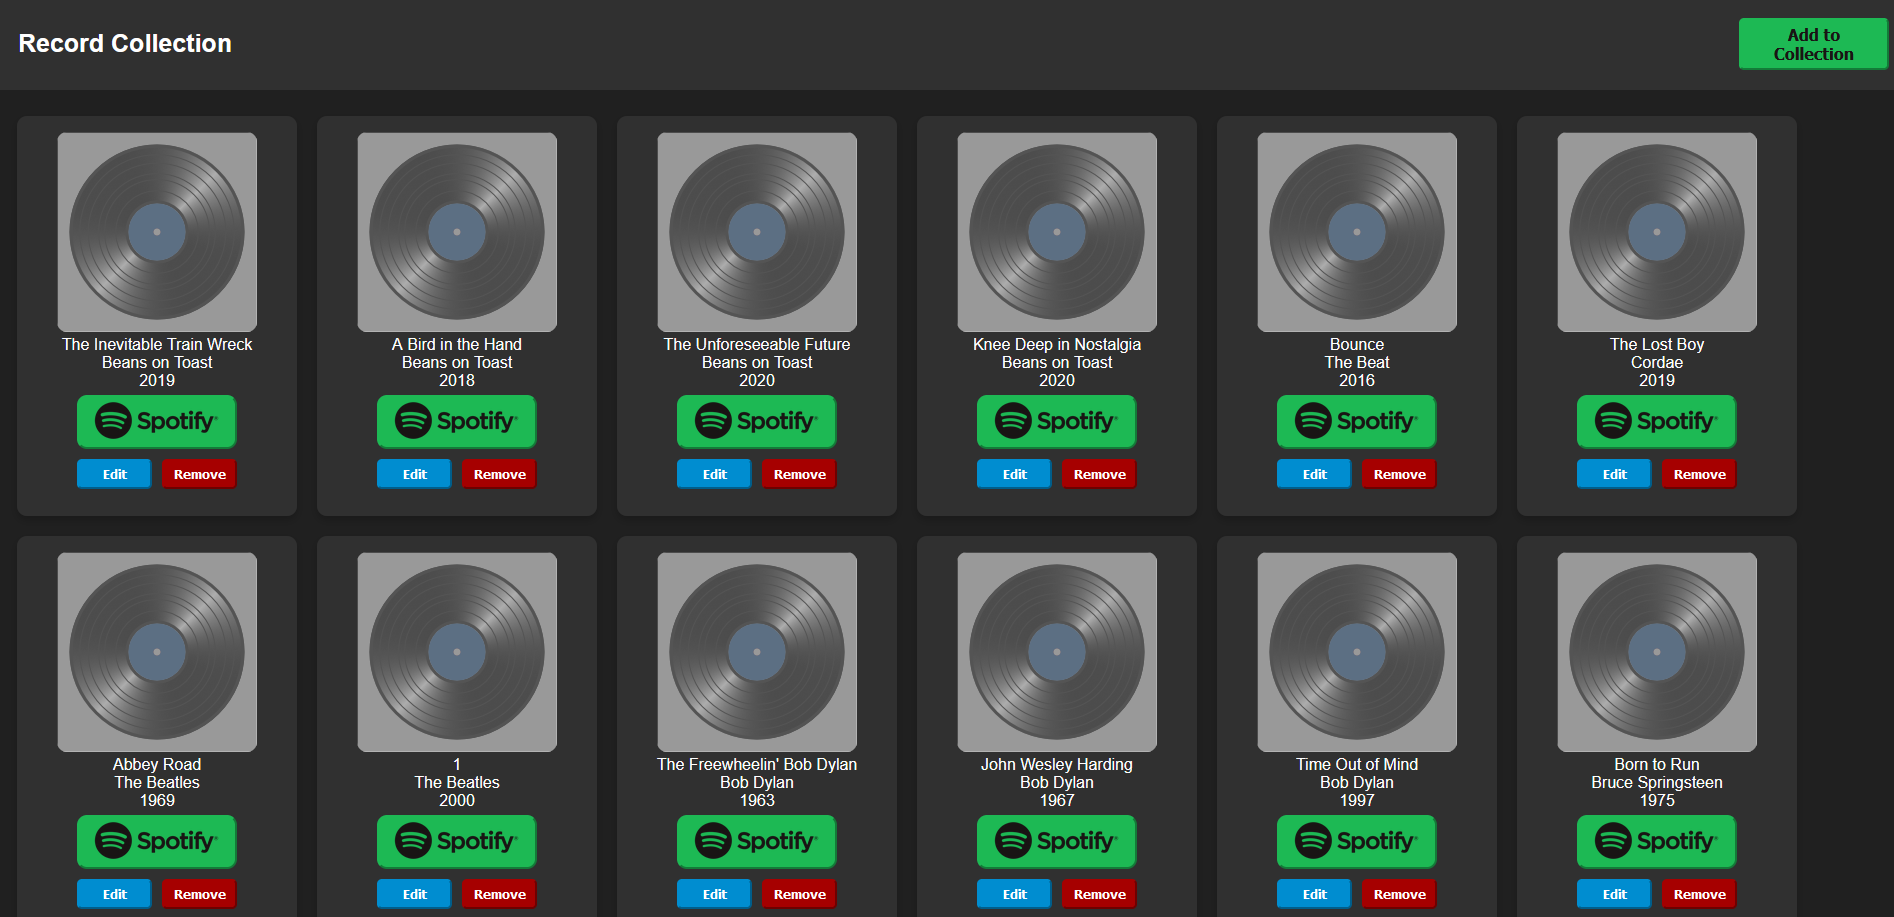 Record Collection
Add to
Collection
The Inevitable Train Wreck
Beans on Toast
2019
Spotify
Edit Remove
A Bird in the Hand
Beans on Toast
2018
Spotify
Edit Remove
The Unforeseeable Future
Beans on Toast
2020
Spotify
Edit Remove
Knee Deep in Nostalgia
Beans on Toast
2020
Spotify
Edit Remove
Bounce
The Beat
2016
Spotify
Edit Remove
The Lost Boy
Cordae
2019
Spotify
Edit Remove
Abbey Road
The Beatles
1969
Spotify
Edit Remove
1
The Beatles
2000
Spotify
Edit Remove
The Freewheelin' Bob Dylan
Bob Dylan
1963
Spotify
Edit Remove
John Wesley Harding
Bob Dylan
1967
Spotify
Edit Remove
Time Out of Mind
Bob Dylan
1997
Spotify
Edit Remove
Born to Run
Bruce Springsteen
1975
Spotify
Edit Remove